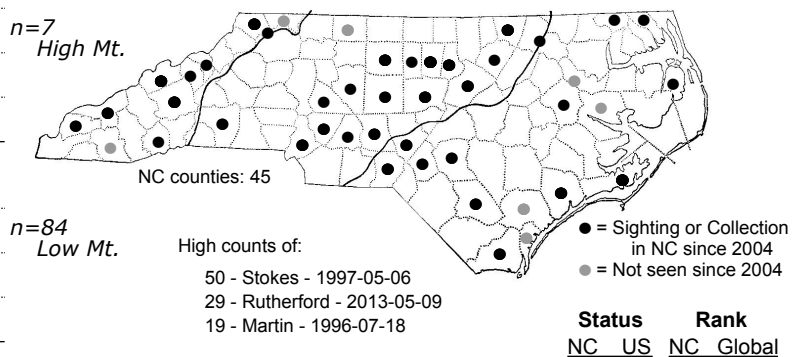 n=7
High Mt.
NC counties: 45
n=84
Low Mt.
High counts of:
50 - Stokes - 1997-05-06
29 - Rutherford - 2013-05-09
19 - Martin - 1996-07-18
= Sighting or Collection
in NC since 2004
= Not seen since 2004
Status Rank
NC US NC Global